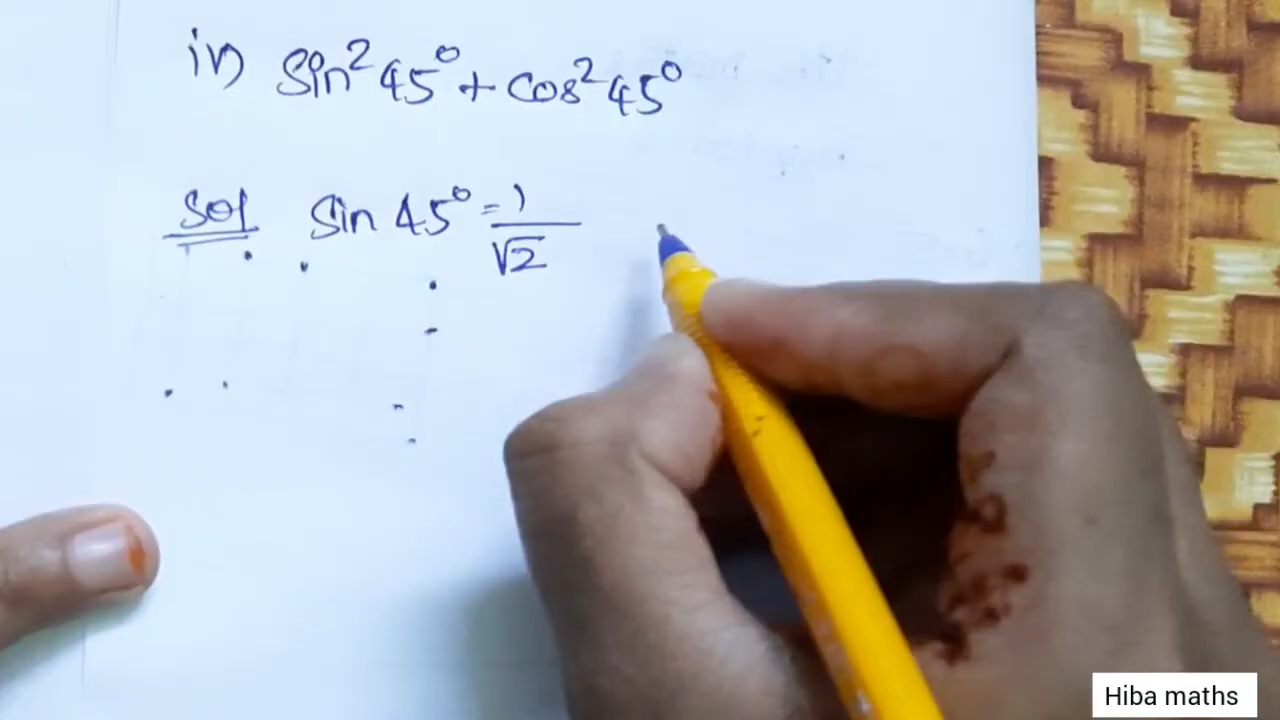 iv) Sin²45° + Cos²45°
Sol Sin 45° = 1/√2
Hiba maths